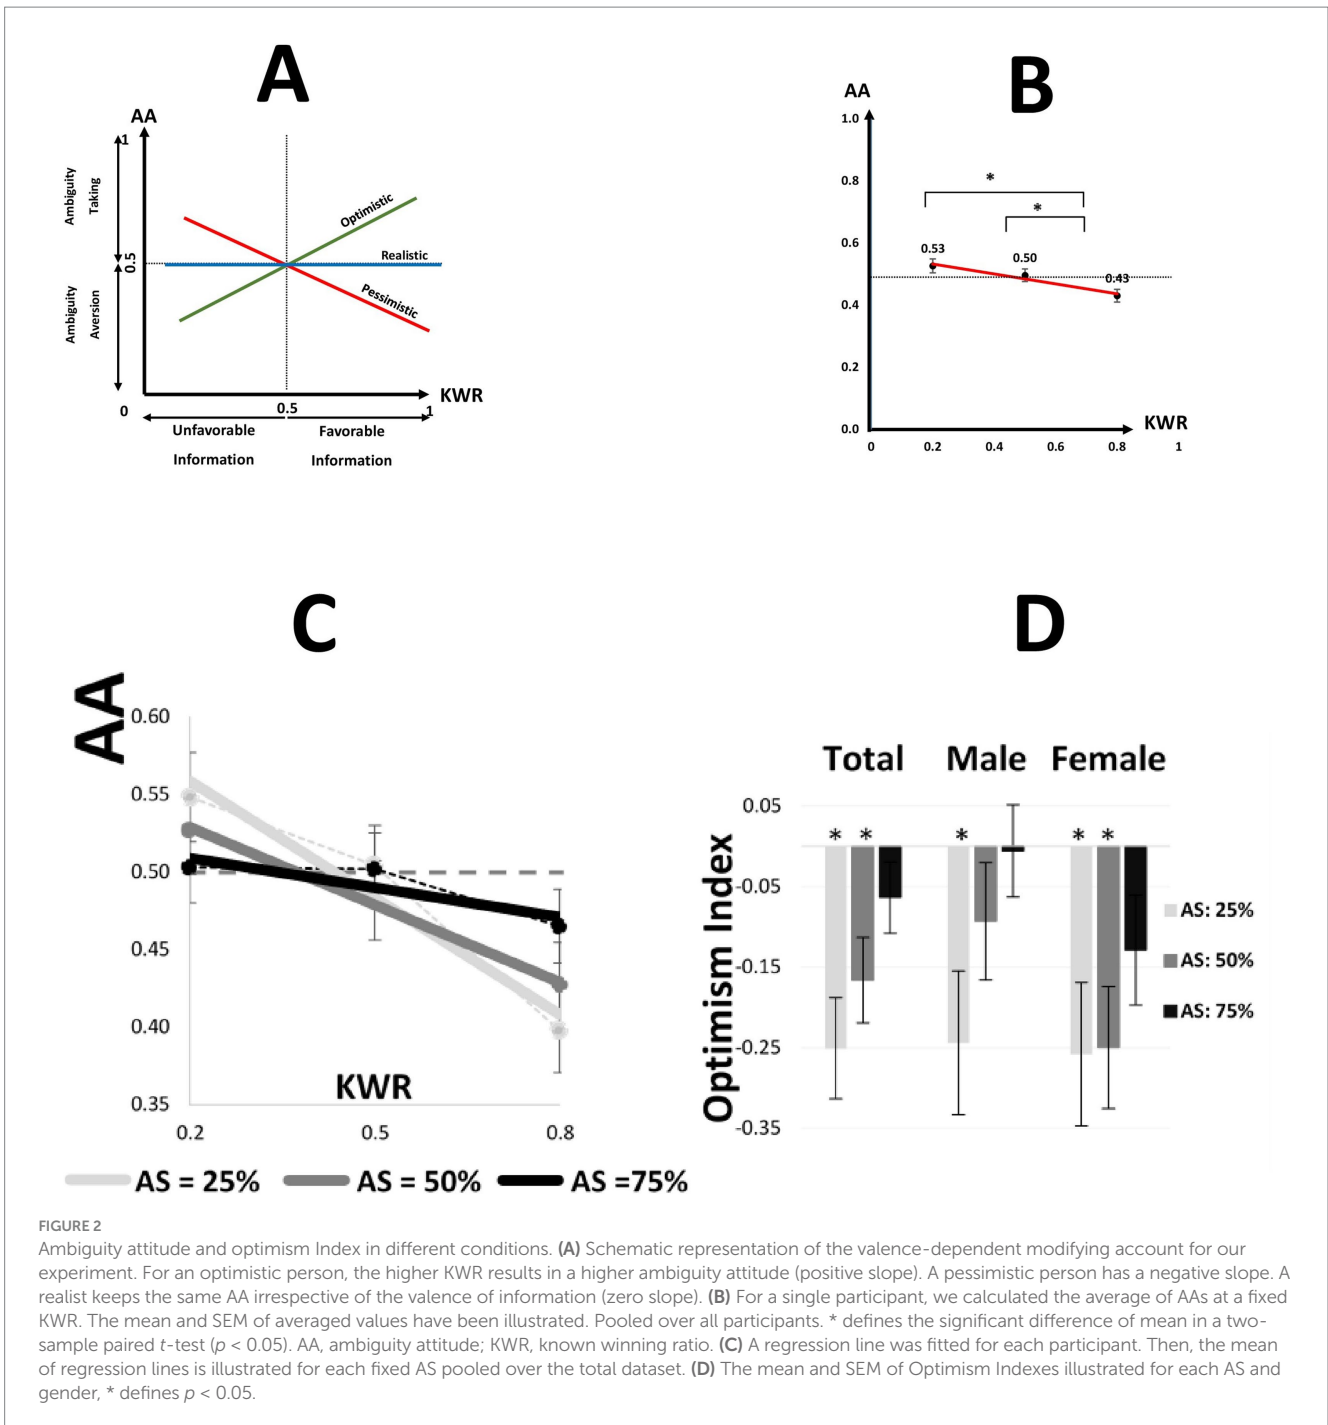 A
AA
1
Ambiguity
Taking
Optimistic
0.5
Realistic
Ambiguity
Aversion
Pessimistic
KWR
0
0.5
1
Unfavorable
Information
Favorable
Information
B
AA
1.0
0.8
*
*
0.6
0.53
0.50
0.43
0.4
0.2
0.0
KWR
0
0.2
0.4
0.6
0.8
1
C
AA
0.60
0.55
0.50
0.45
0.40
0.35
KWR
0.2
0.5
0.8
AS = 25%
AS = 50%
AS =75%
D
Total
Male
Female
Optimism Index
0.05
* * * * *
-0.05
-0.15
-0.25
-0.35
AS: 25%
AS: 50%
AS: 75%
FIGURE 2
Ambiguity attitude and optimism Index in different conditions. (A) Schematic representation of the valence-dependent modifying account for our
experiment. For an optimistic person, the higher KWR results in a higher ambiguity attitude (positive slope). A pessimistic person has a negative slope. A
realist keeps the same AA irrespective of the valence of information (zero slope). (B) For a single participant, we calculated the average of AAs at a fixed
KWR. The mean and SEM of averaged values have been illustrated. Pooled over all participants. * defines the significant difference of mean in a two-
sample paired t-test (p < 0.05). AA, ambiguity attitude; KWR, known winning ratio. (C) A regression line was fitted for each participant. Then, the mean
of regression lines is illustrated for each fixed AS pooled over the total dataset. (D) The mean and SEM of Optimism Indexes illustrated for each AS and
gender, * defines p < 0.05.